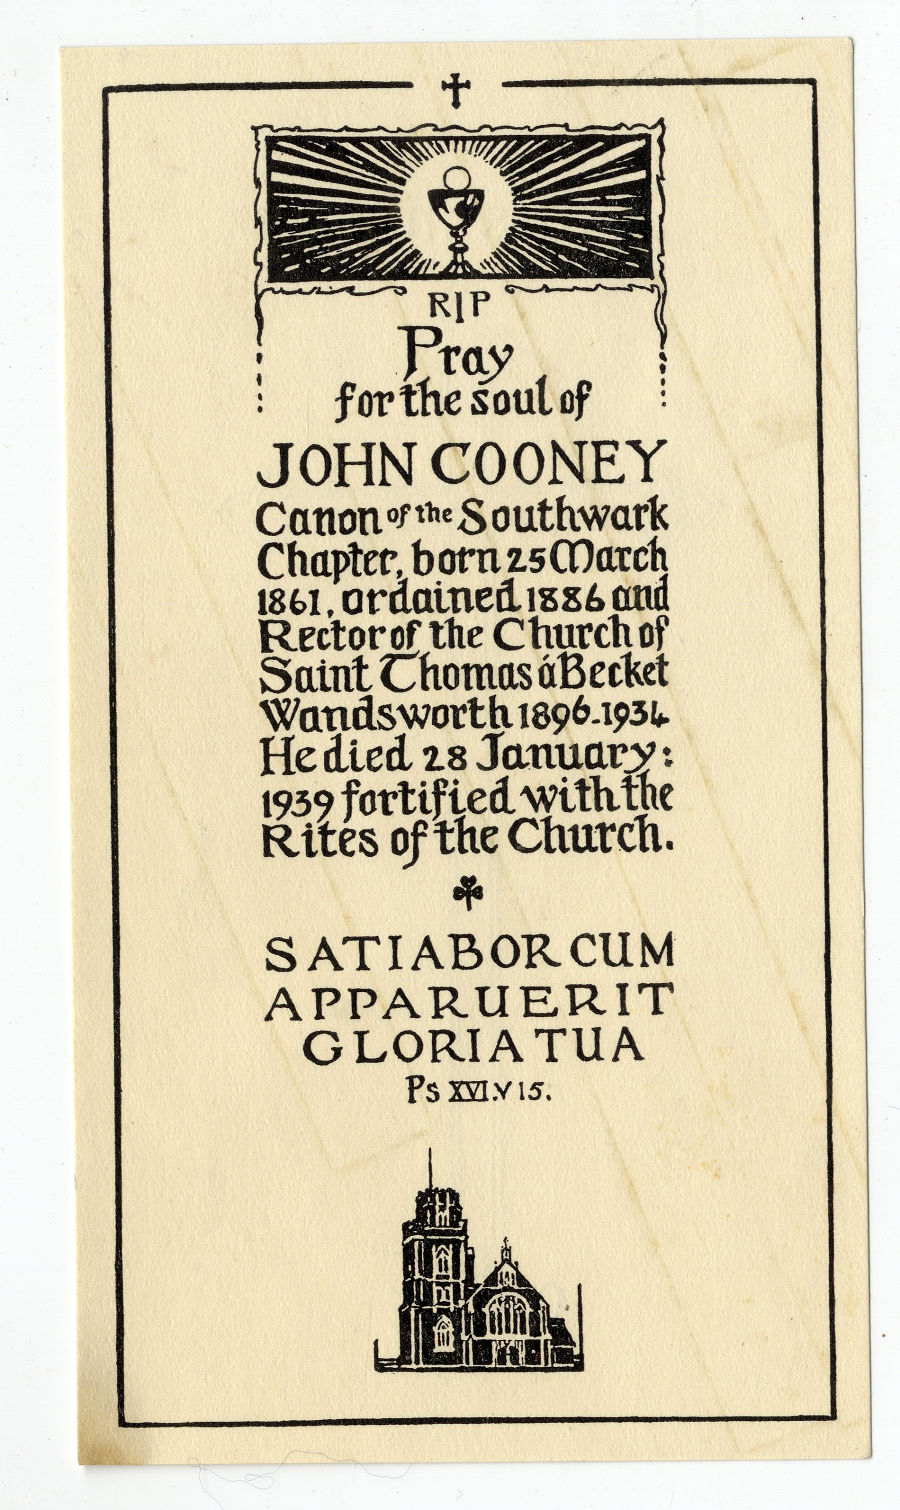 RIP
Pray
for the soul of
JOHN COONEY
Canon of the Southwark
Chapter, born 25 March
1861, ordained 1886 and
Rector of the Church of
Saint Thomas á Becket
Wandsworth 1896-1934
He died 28 January:
1939 fortified with the
Rites of the Church.
SATIABOR CUM
APPARUERIT
GLORIA TUA
Ps XVI.V 15.